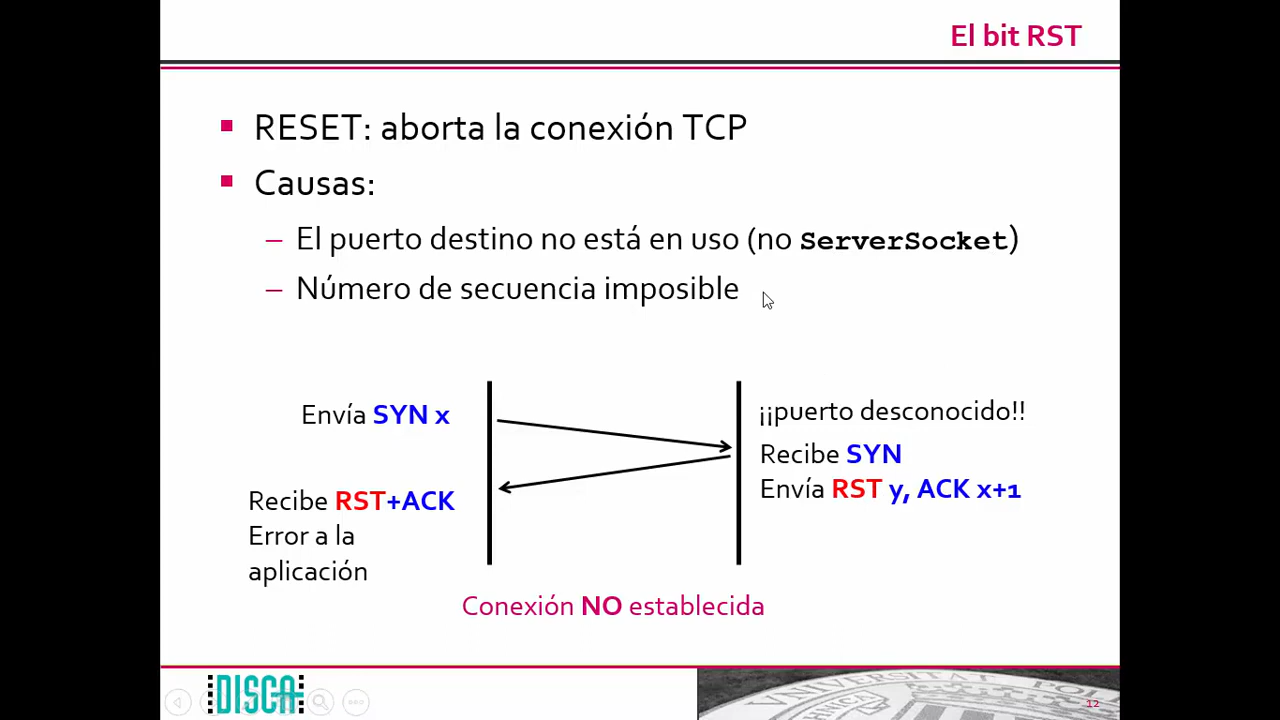 El bit RST
RESET: aborta la conexión TCP
Causas:
– El puerto destino no está en uso (no ServerSocket)
– Número de secuencia imposible
Envía SYN x
¡¡puerto desconocido!!
Recibe SYN
Envía RST y, ACK x+1
Recibe RST+ACK
Error a la
aplicación
Conexión NO establecida
DISCA
12